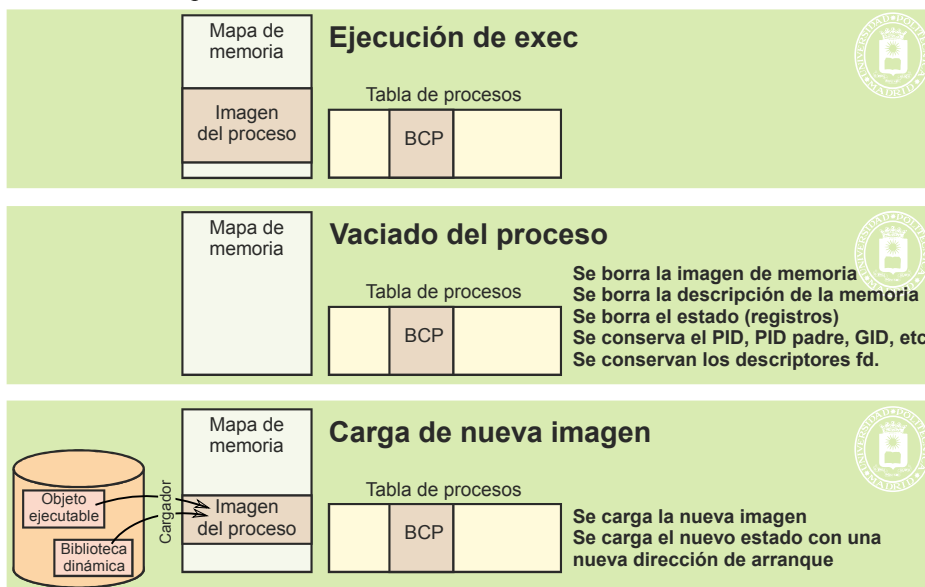 Mapa de
memoria
Ejecución de exec
Tabla de procesos
Imagen
del proceso
BCP
Mapa de
memoria
Vaciado del proceso
Tabla de procesos
BCP
Se borra la imagen de memoria
Se borra la descripción de la memoria
Se borra el estado (registros)
Se conserva el PID, PID padre, GID, etc
Se conservan los descriptores fd.
Mapa de
memoria
Carga de nueva imagen
Tabla de procesos
Objeto
ejecutable
Biblioteca
dinámica
Cargador
Imagen
del proceso
BCP
Se carga la nueva imagen
Se carga el nuevo estado con una
nueva dirección de arranque